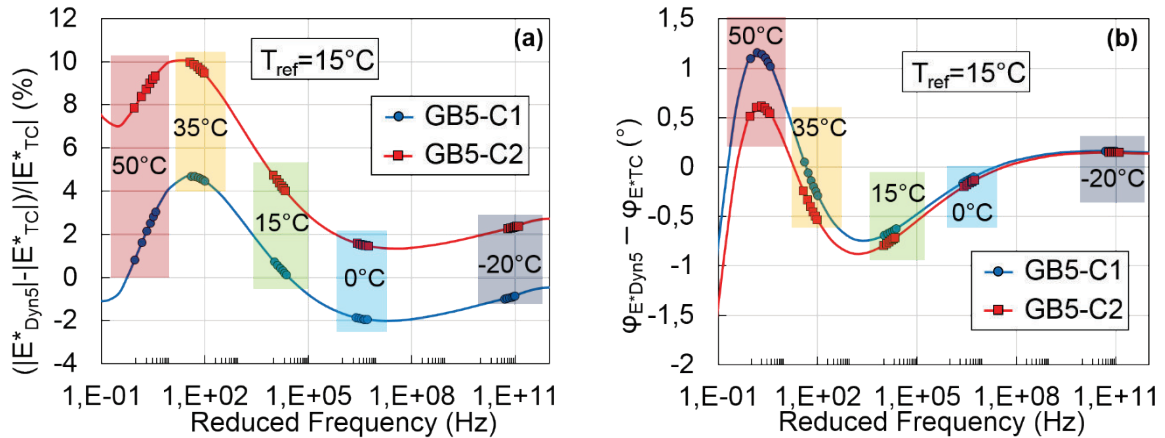 (|E*Dyn5|-|E*TC|)/|E*TC| (%)
12
10
8
6
4
2
0
-2
-4
(a)
Tref=15°C
GB5-C1
GB5-C2
50°C
35°C
15°C
0°C
-20°C
1,E-01 1,E+02 1,E+05 1,E+08 1,E+11
Reduced Frequency (Hz)
φE*Dyn5 – φE*TC (°)
1,5
1
0,5
0
-0,5
-1
-1,5
-2
(b)
50°C
Tref=15°C
35°C
15°C
0°C
-20°C
GB5-C1
GB5-C2
1,E-01 1,E+02 1,E+05 1,E+08 1,E+11
Reduced Frequency (Hz)